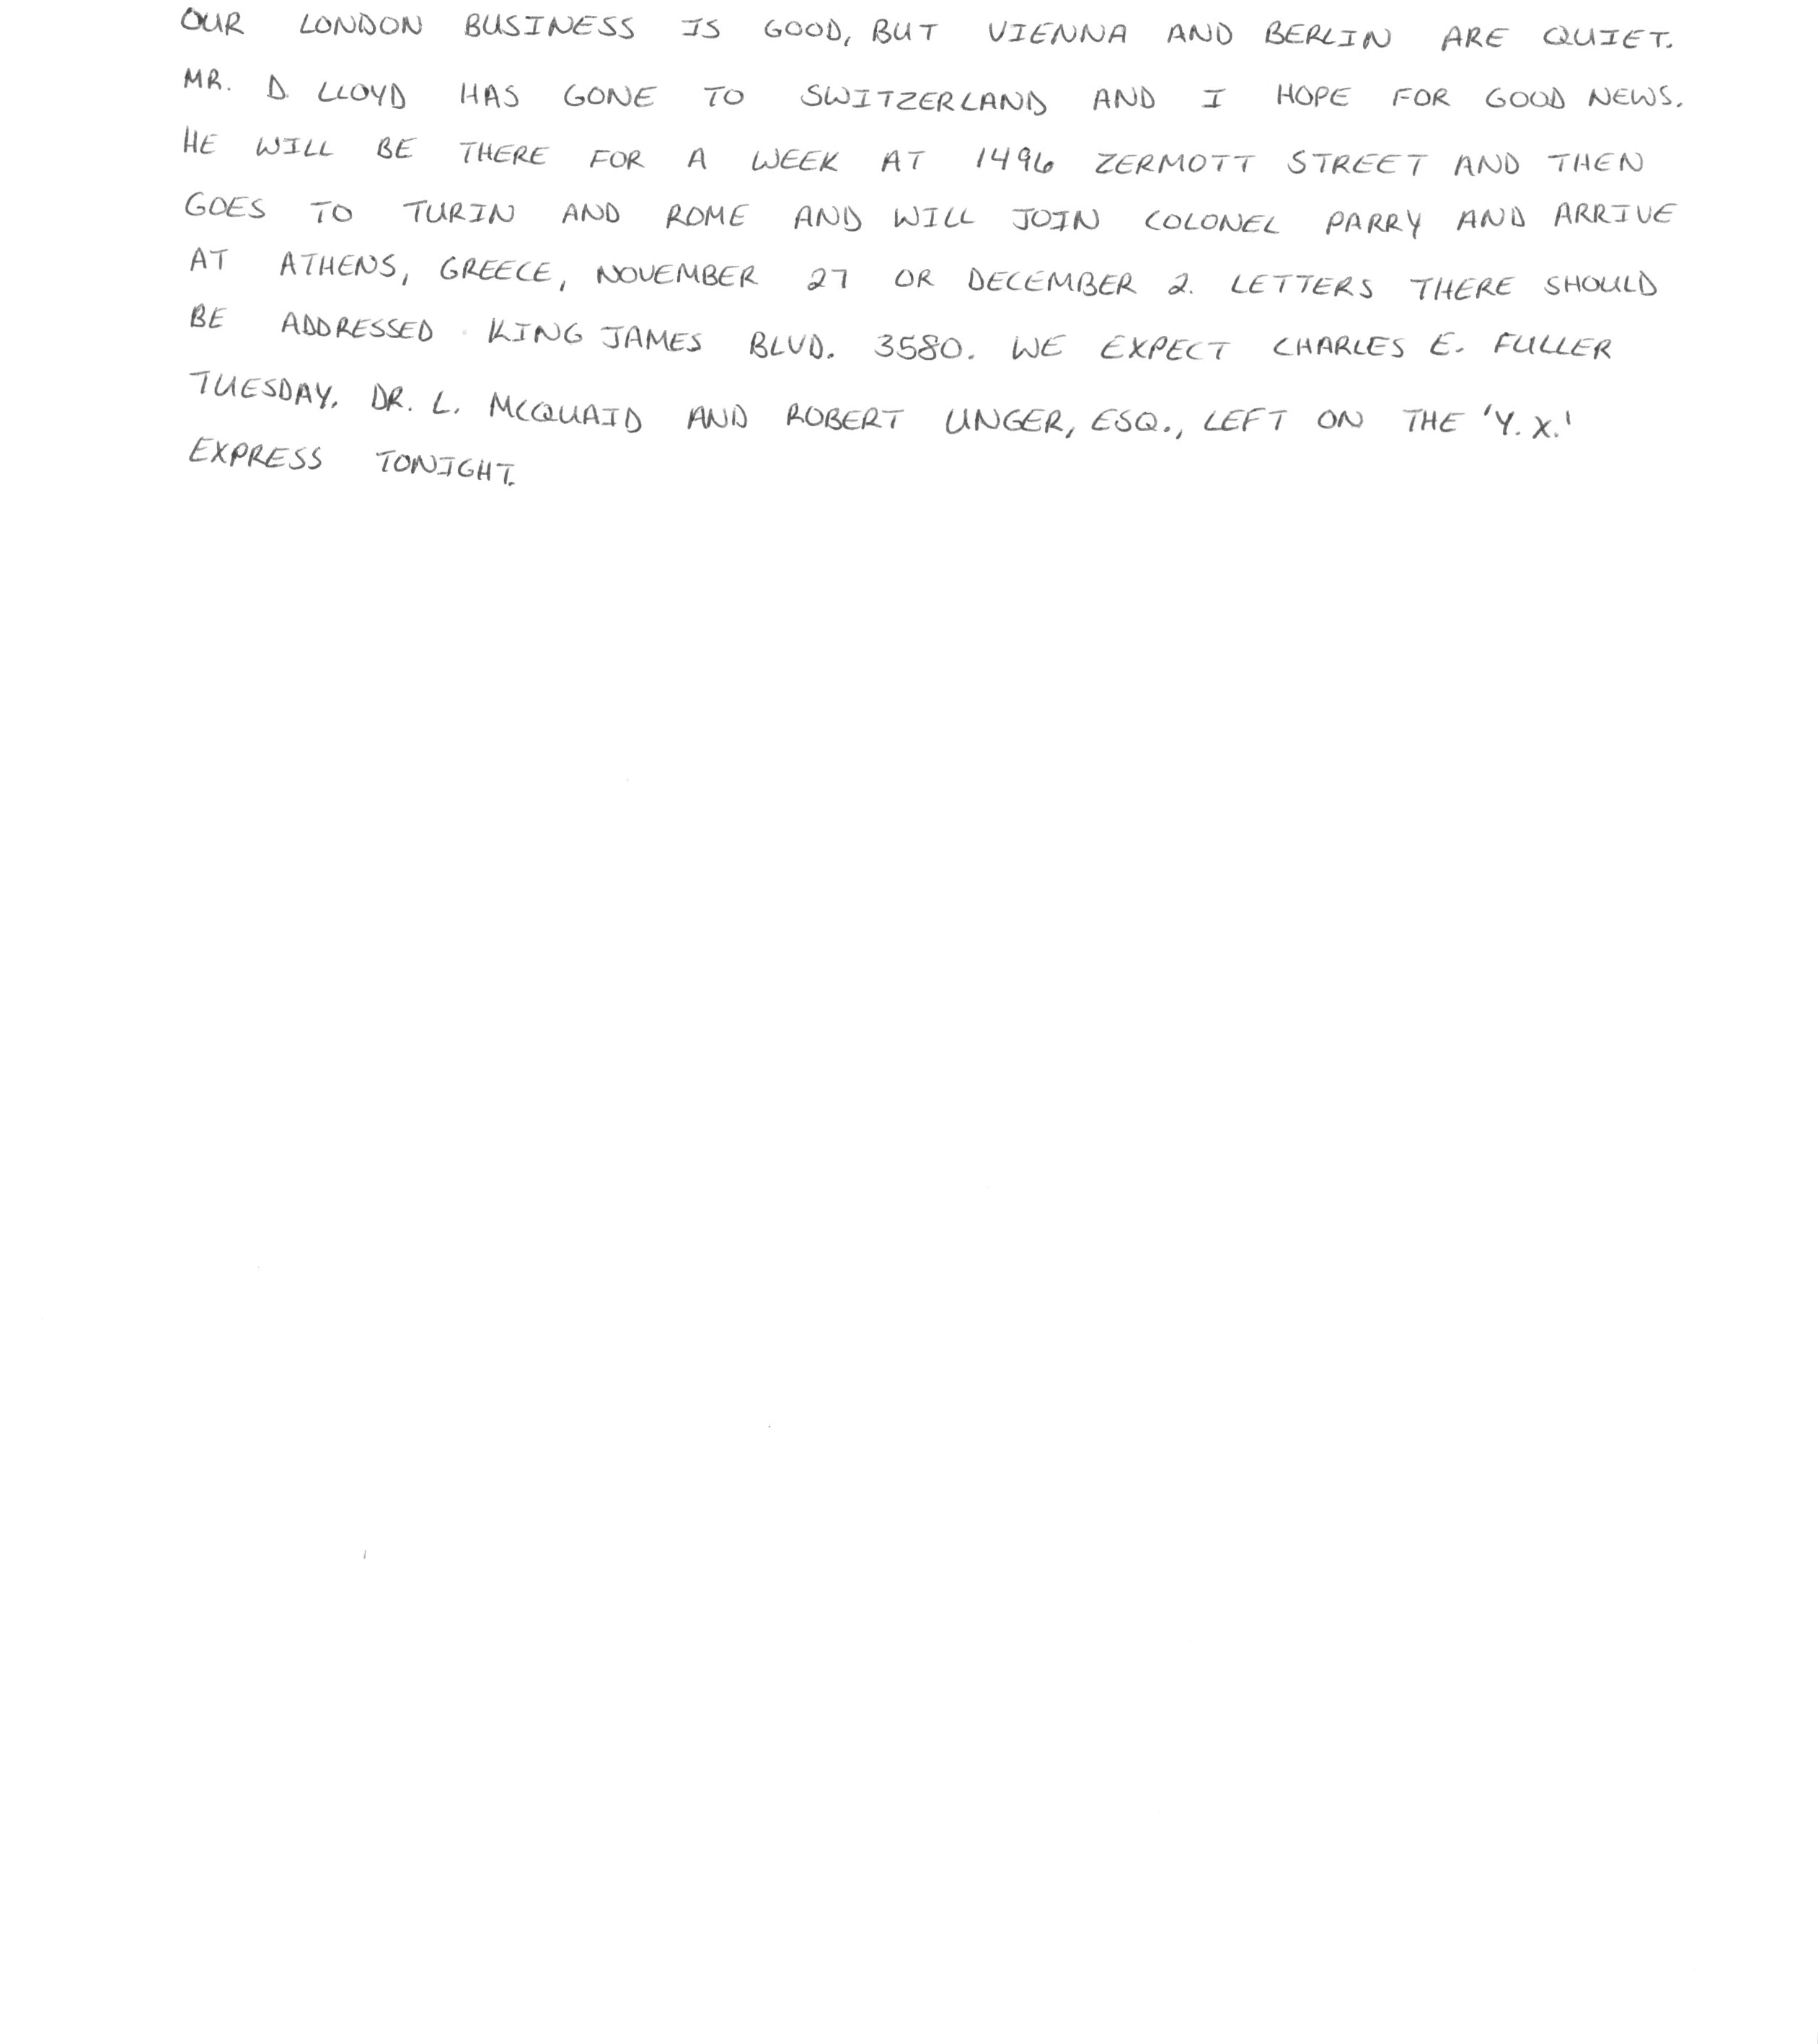 OUR LONDON BUSINESS IS GOOD, BUT VIENNA AND BERLIN ARE QUIET.
MR. D. LLOYD HAS GONE TO SWITZERLAND AND I HOPE FOR GOOD NEWS.
HE WILL BE THERE FOR A WEEK AT 1496 ZERMOTT STREET AND THEN
GOES TO TURIN AND ROME AND WILL JOIN COLONEL PARRY AND ARRIVE
AT ATHENS, GREECE, NOVEMBER 27 OR DECEMBER 2. LETTERS THERE SHOULD
BE ADDRESSED KING JAMES BLVD. 3580. WE EXPECT CHARLES E. FULLER
TUESDAY. DR. L. MCQUAID AND ROBERT UNGER, ESQ., LEFT ON THE 'Y.X.'
EXPRESS TONIGHT.